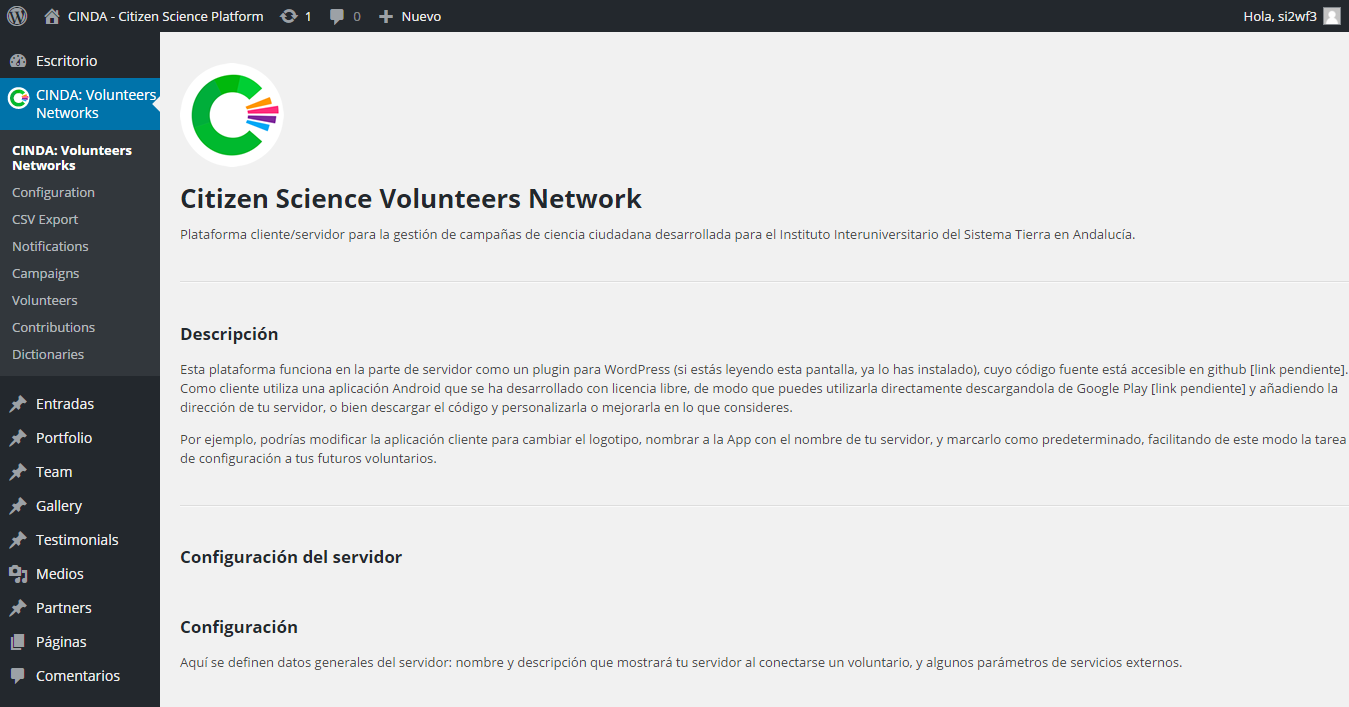 CINDA - Citizen Science Platform 1 0 Nuevo Hola, si2wf3
Escritorio
CINDA: Volunteers
Networks
CINDA: Volunteers
Networks
Configuration
CSV Export
Notifications
Campaigns
Volunteers
Contributions
Dictionaries
Entradas
Portfolio
Team
Gallery
Testimonials
Medios
Partners
Páginas
Comentarios
Citizen Science Volunteers Network
Plataforma cliente/servidor para la gestión de campañas de ciencia ciudadana desarrollada para el Instituto Interuniversitario del Sistema Tierra en Andalucía.
Descripción
Esta plataforma funciona en la parte de servidor como un plugin para WordPress (si estás leyendo esta pantalla, ya lo has instalado), cuyo código fuente está accesible en github [link pendiente].
Como cliente utiliza una aplicación Android que se ha desarrollado con licencia libre, de modo que puedes utilizarla directamente descargandola de Google Play [link pendiente] y añadiendo la
dirección de tu servidor, o bien descargar el código y personalizarla o mejorarla en lo que consideres.
Por ejemplo, podrías modificar la aplicación cliente para cambiar el logotipo, nombrar a la App con el nombre de tu servidor, y marcarlo como predeterminado, facilitando de este modo la tarea
de configuración a tus futuros voluntarios.
Configuración del servidor
Configuración
Aquí se definen datos generales del servidor: nombre y descripción que mostrará tu servidor al conectarse un voluntario, y algunos parámetros de servicios externos.